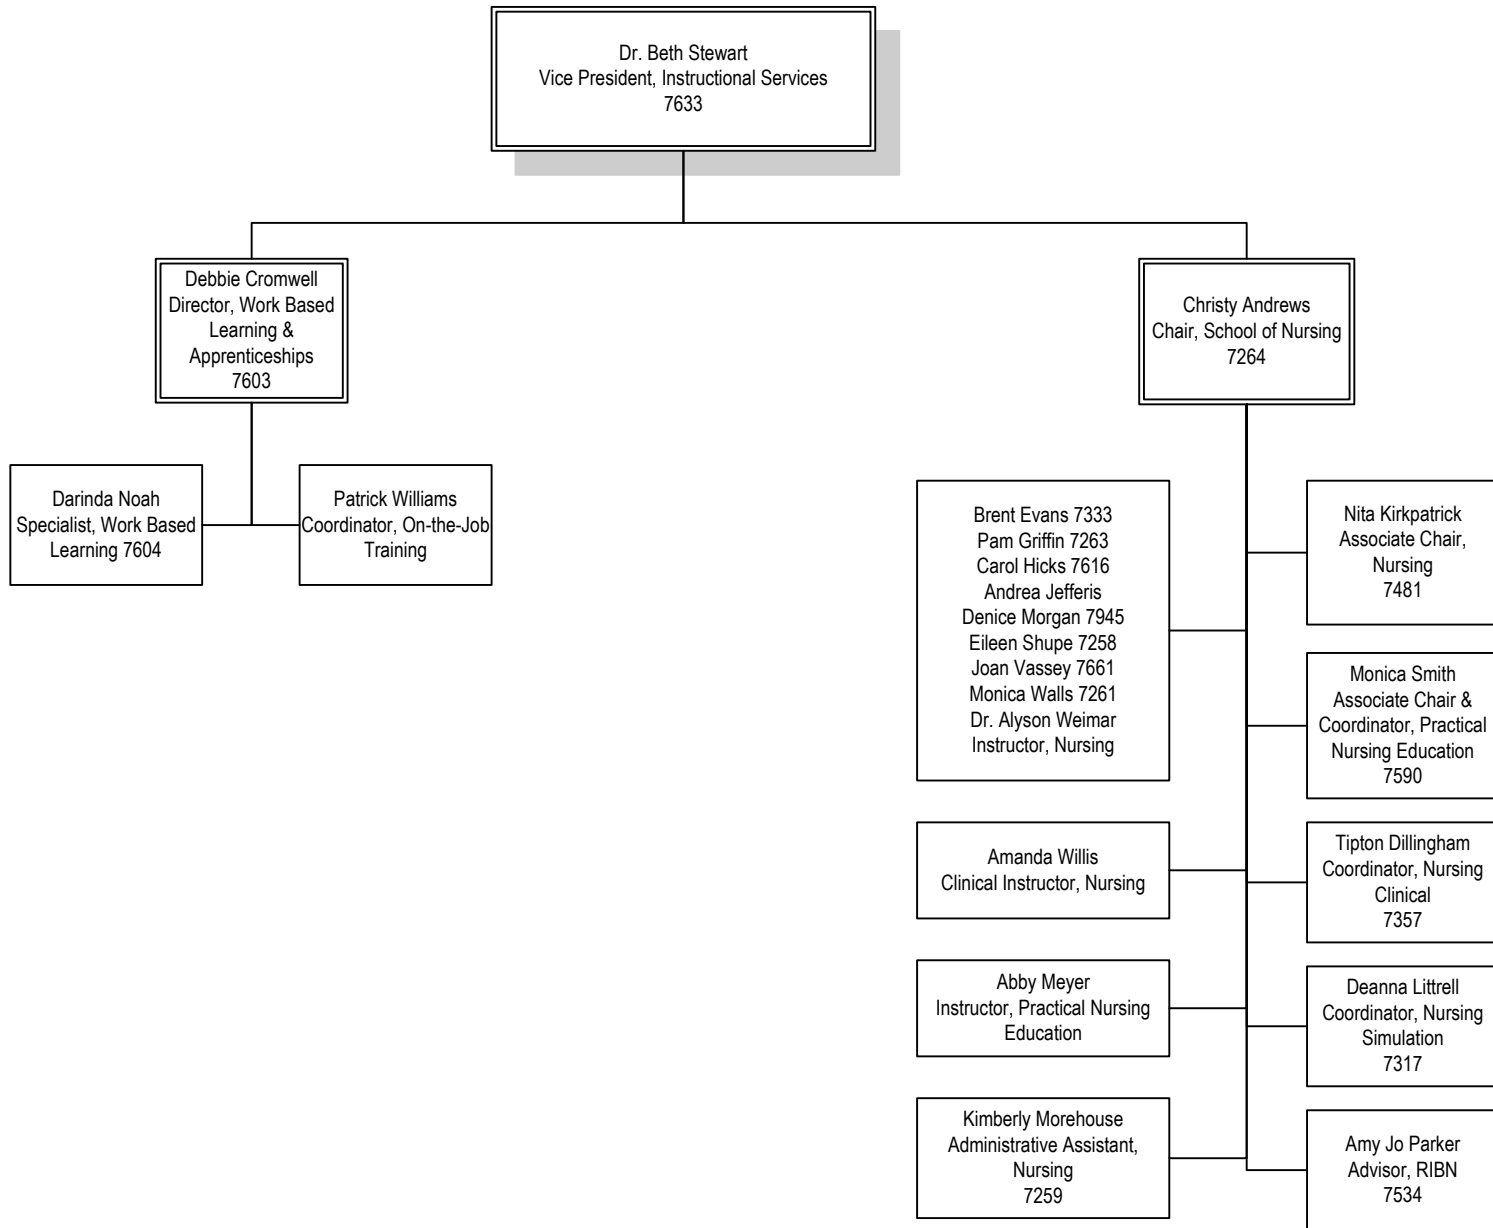 Dr. Beth Stewart
Vice President, Instructional Services
7633
Debbie Cromwell
Director, Work Based
Learning &
Apprenticeships
7603
Christy Andrews
Chair, School of Nursing
7264
Darinda Noah
Specialist, Work Based
Learning 7604
Patrick Williams
Coordinator, On-the-Job
Training
Brent Evans 7333
Pam Griffin 7263
Carol Hicks 7616
Andrea Jefferis
Denice Morgan 7945
Eileen Shupe 7258
Joan Vassey 7661
Monica Walls 7261
Dr. Alyson Weimar
Instructor, Nursing
Nita Kirkpatrick
Associate Chair,
Nursing
7481
Monica Smith
Associate Chair &
Coordinator, Practical
Nursing Education
7590
Amanda Willis
Clinical Instructor, Nursing
Tipton Dillingham
Coordinator, Nursing
Clinical
7357
Abby Meyer
Instructor, Practical Nursing
Education
Deanna Littrell
Coordinator, Nursing
Simulation
7317
Kimberly Morehouse
Administrative Assistant,
Nursing
7259
Amy Jo Parker
Advisor, RIBN
7534